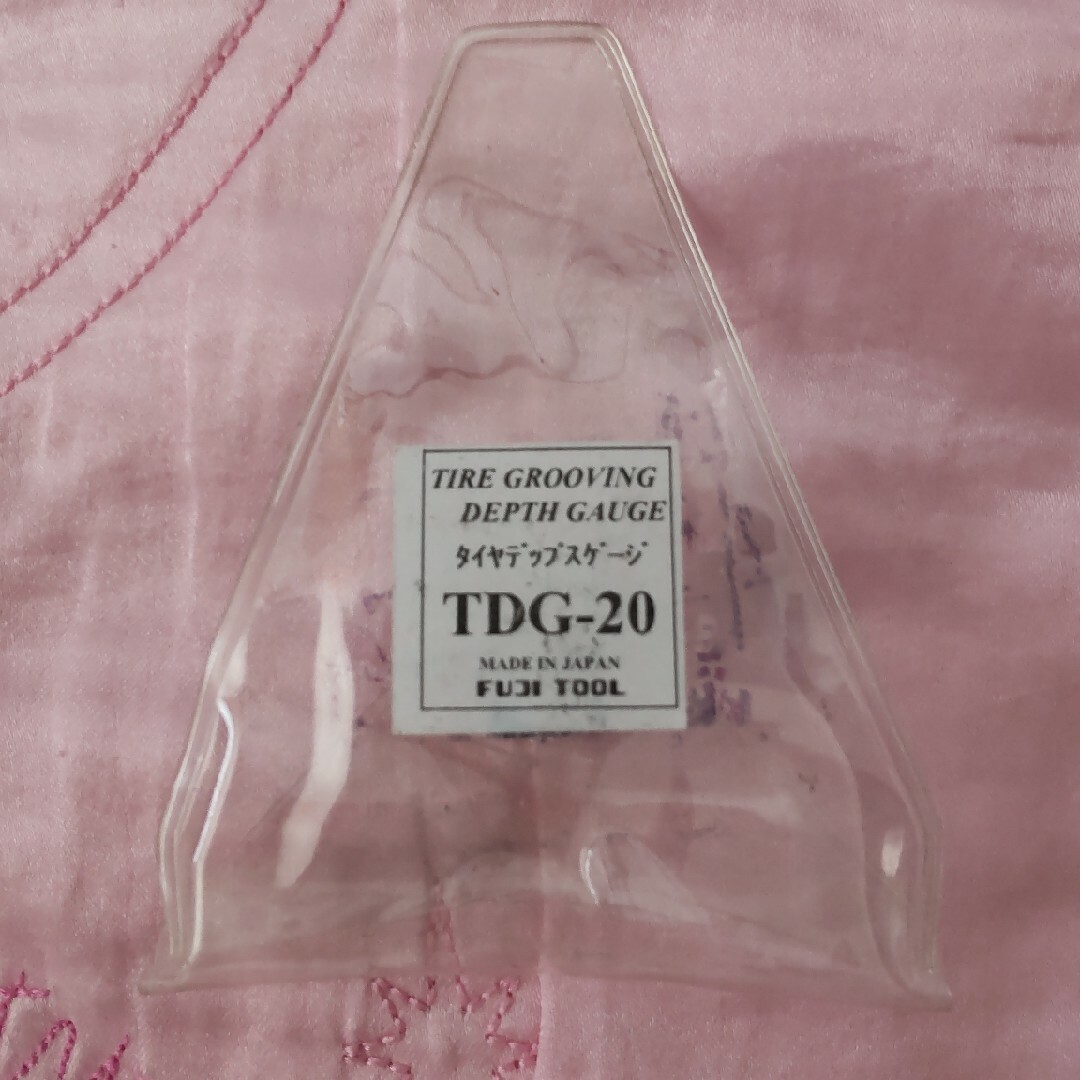 TIRE GROOVING
DEPTH GAUGE
ﾀｲﾔﾃﾞｯﾌﾟｽｹﾞｰｼﾞ
TDG-20
MADE IN JAPAN
FUJI TOOL